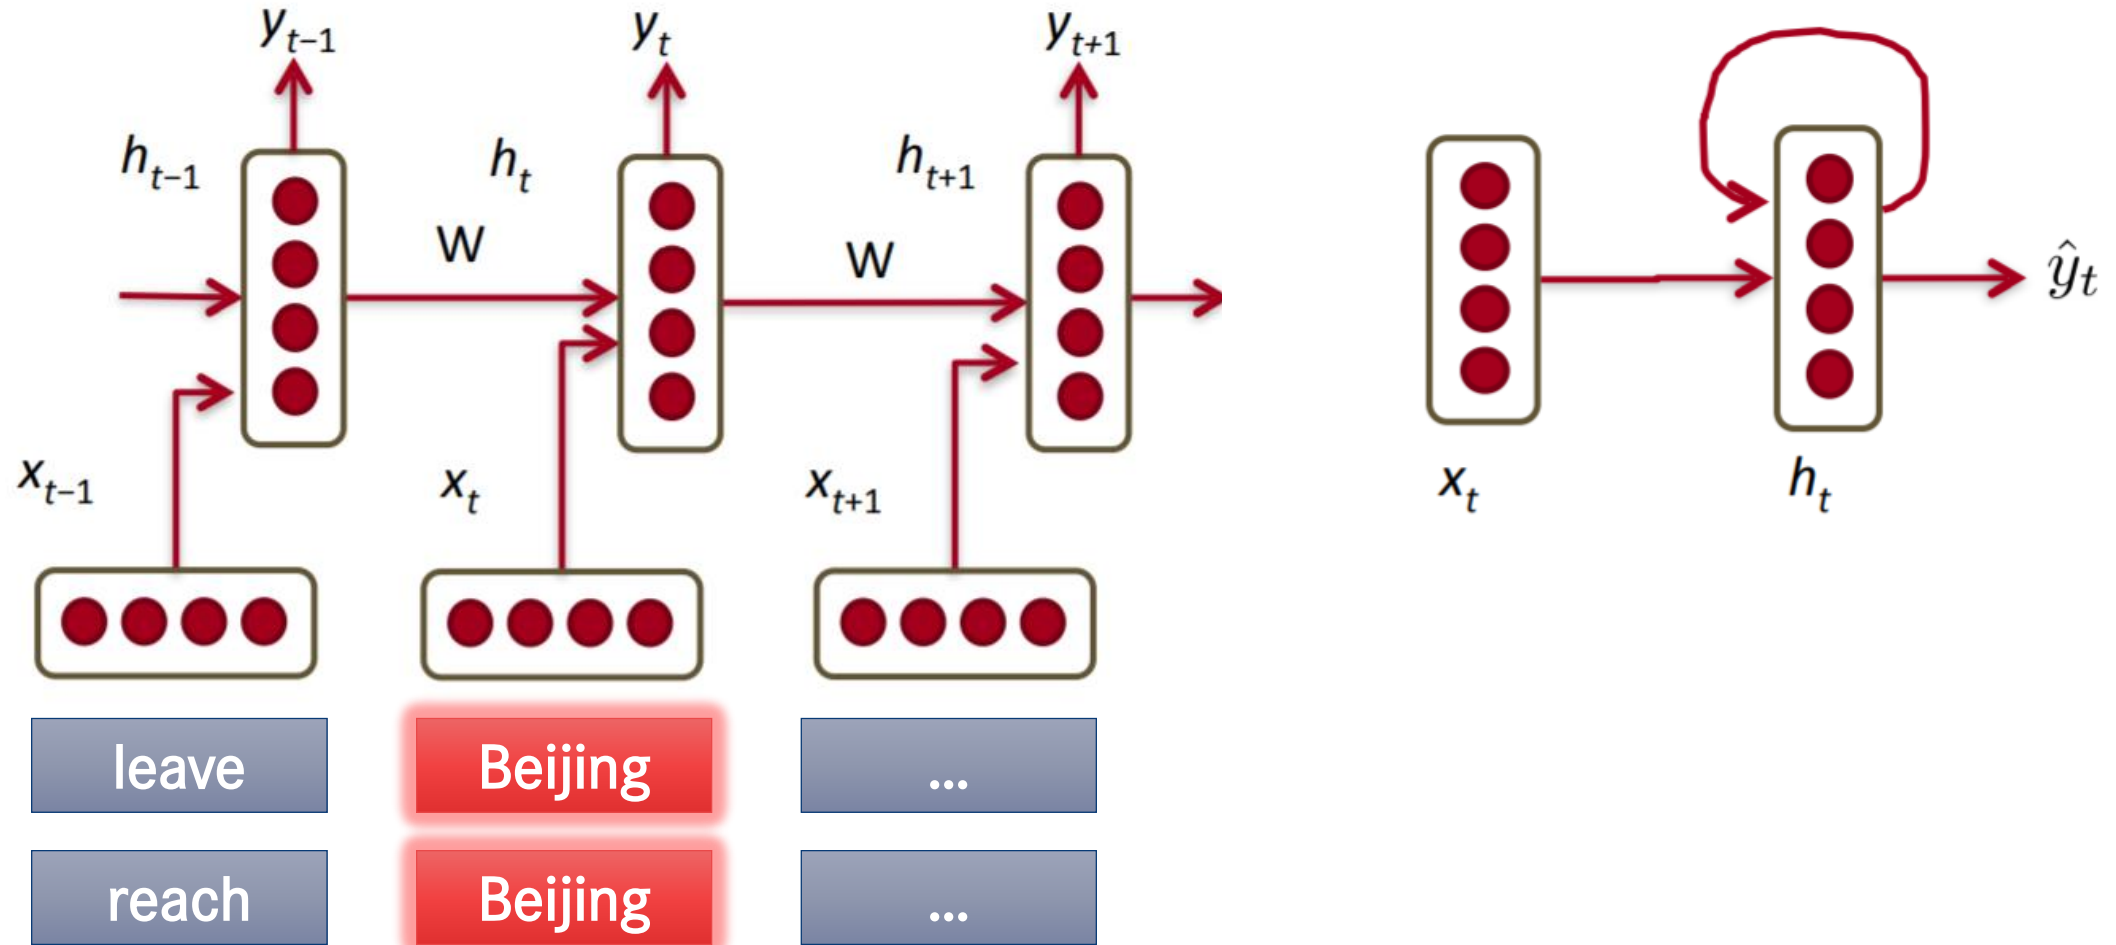 y_{t−1} y_t y_{t+1}
h_{t−1} h_t h_{t+1}
W W
ŷ_t
x_{t−1} x_t x_{t+1} x_t h_t
leave Beijing ...
reach Beijing ...